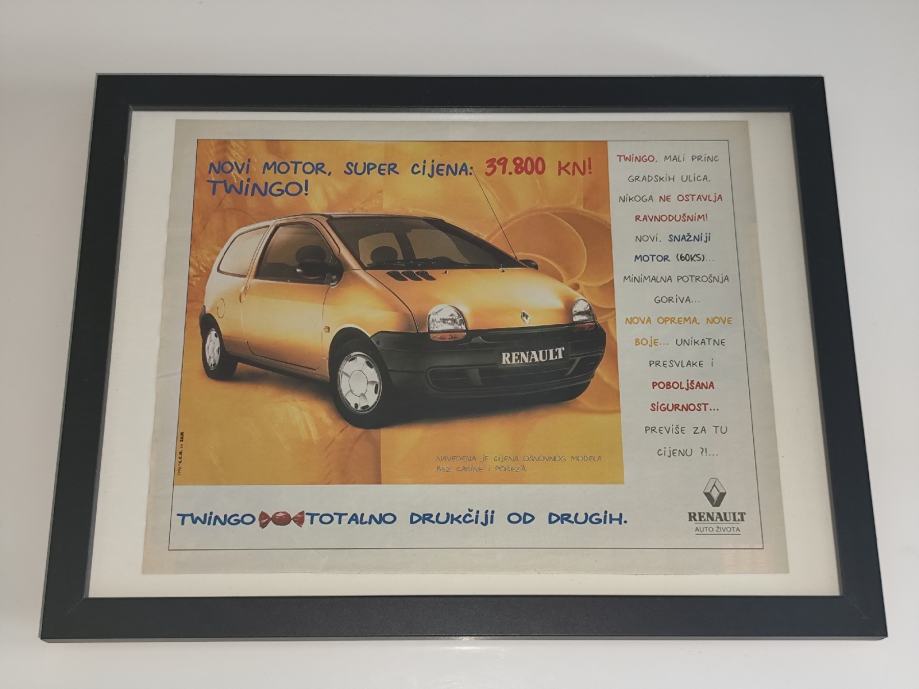 NOVI MOTOR, SUPER CIJENA: 39.800 KN!
TWINGO!
RENAULT
NAVEDENA JE CIJENA OSNOVNOG MODELA
BEZ CARINE I POREZA
TWINGO, MALI PRINC
GRADSKIH ULICA,
NIKOGA NE OSTAVLJA
RAVNODUŠNIM!
NOVI, SNAŽNIJI
MOTOR (60KS)...
MINIMALNA POTROŠNJA
GORIVA...
NOVA OPREMA, NOVE
BOJE... UNIKATNE
PRESVLAKE I
POBOLJŠANA
SIGURNOST...
PREVIŠE ZA TU
CIJENU ?!...
TWINGO TOTALNO DRUKČIJI OD DRUGIH.
RENAULT
AUTO ŽIVOTA